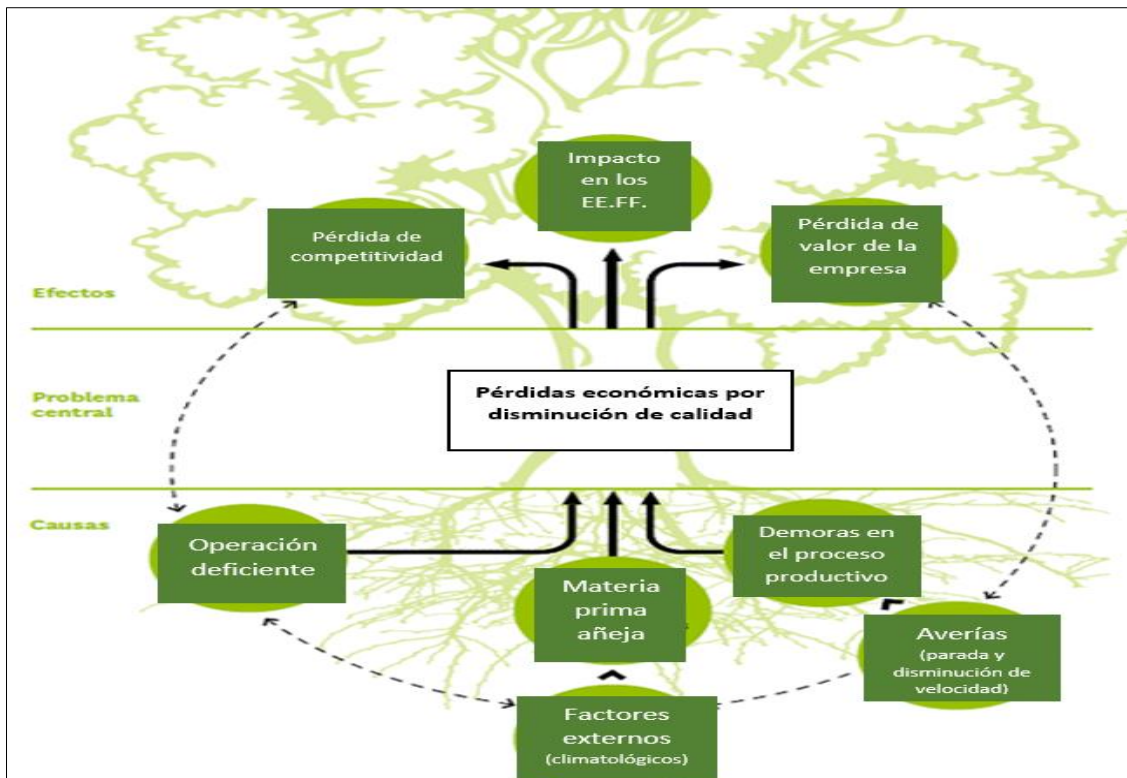 Impacto
en los
EE.FF.
Pérdida de
competitividad
Pérdida de
valor de la
empresa
Efectos
Problema
central
Pérdidas económicas por
disminución de calidad
Causas
Operación
deficiente
Materia
prima
añeja
Demoras en
el proceso
productivo
Averías
(parada y
disminución de
velocidad)
Factores
externos
(climatológicos)